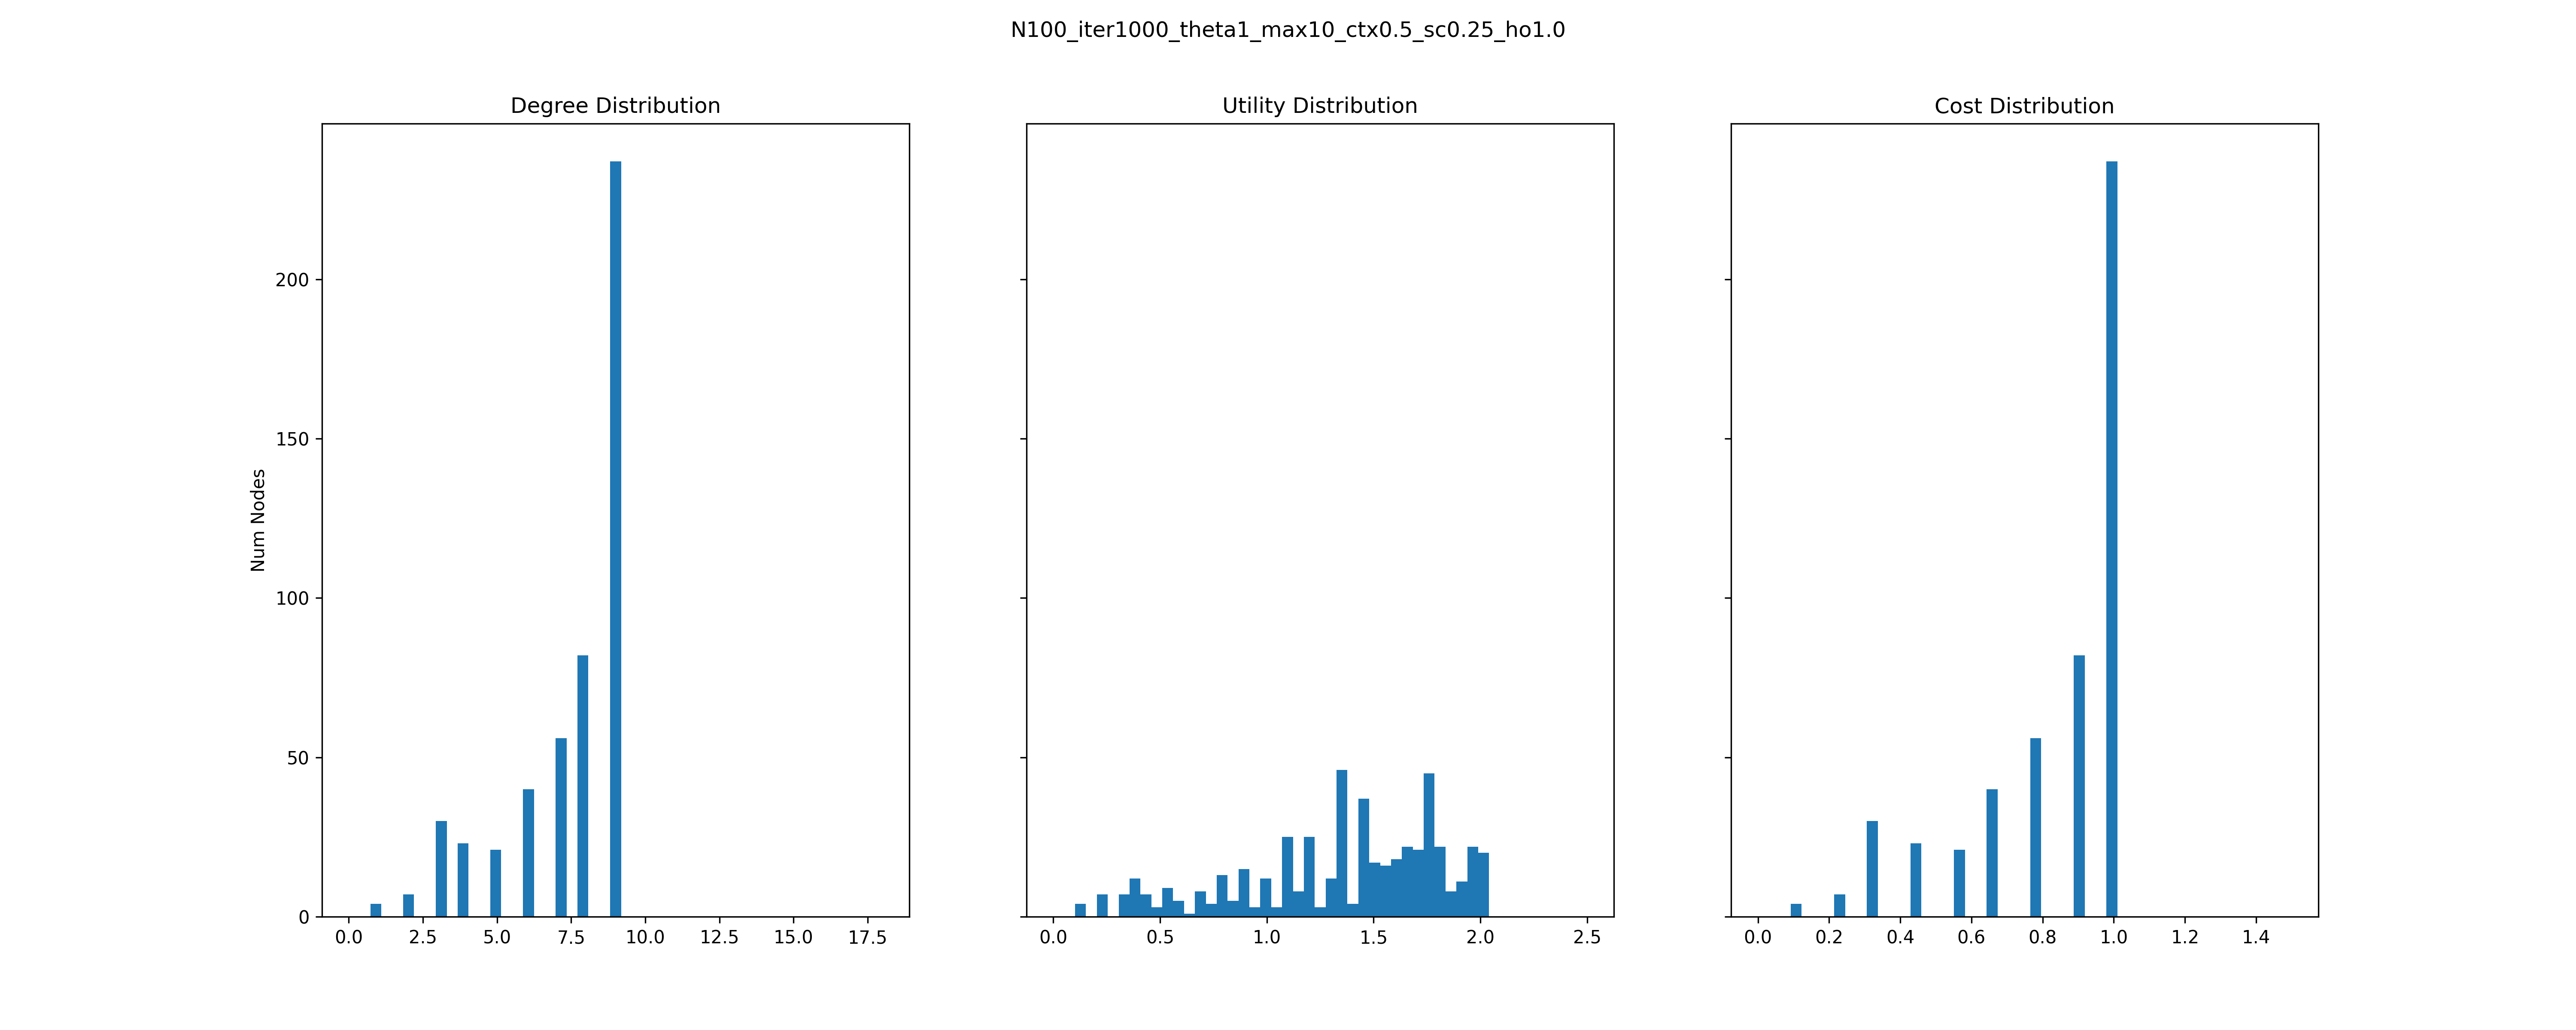 N100_iter1000_theta1_max10_ctx0.5_sc0.25_ho1.0
Degree Distribution
Num Nodes
200
150
100
50
0
0.0 2.5 5.0 7.5 10.0 12.5 15.0 17.5
Utility Distribution
0.0 0.5 1.0 1.5 2.0 2.5
Cost Distribution
0.0 0.2 0.4 0.6 0.8 1.0 1.2 1.4